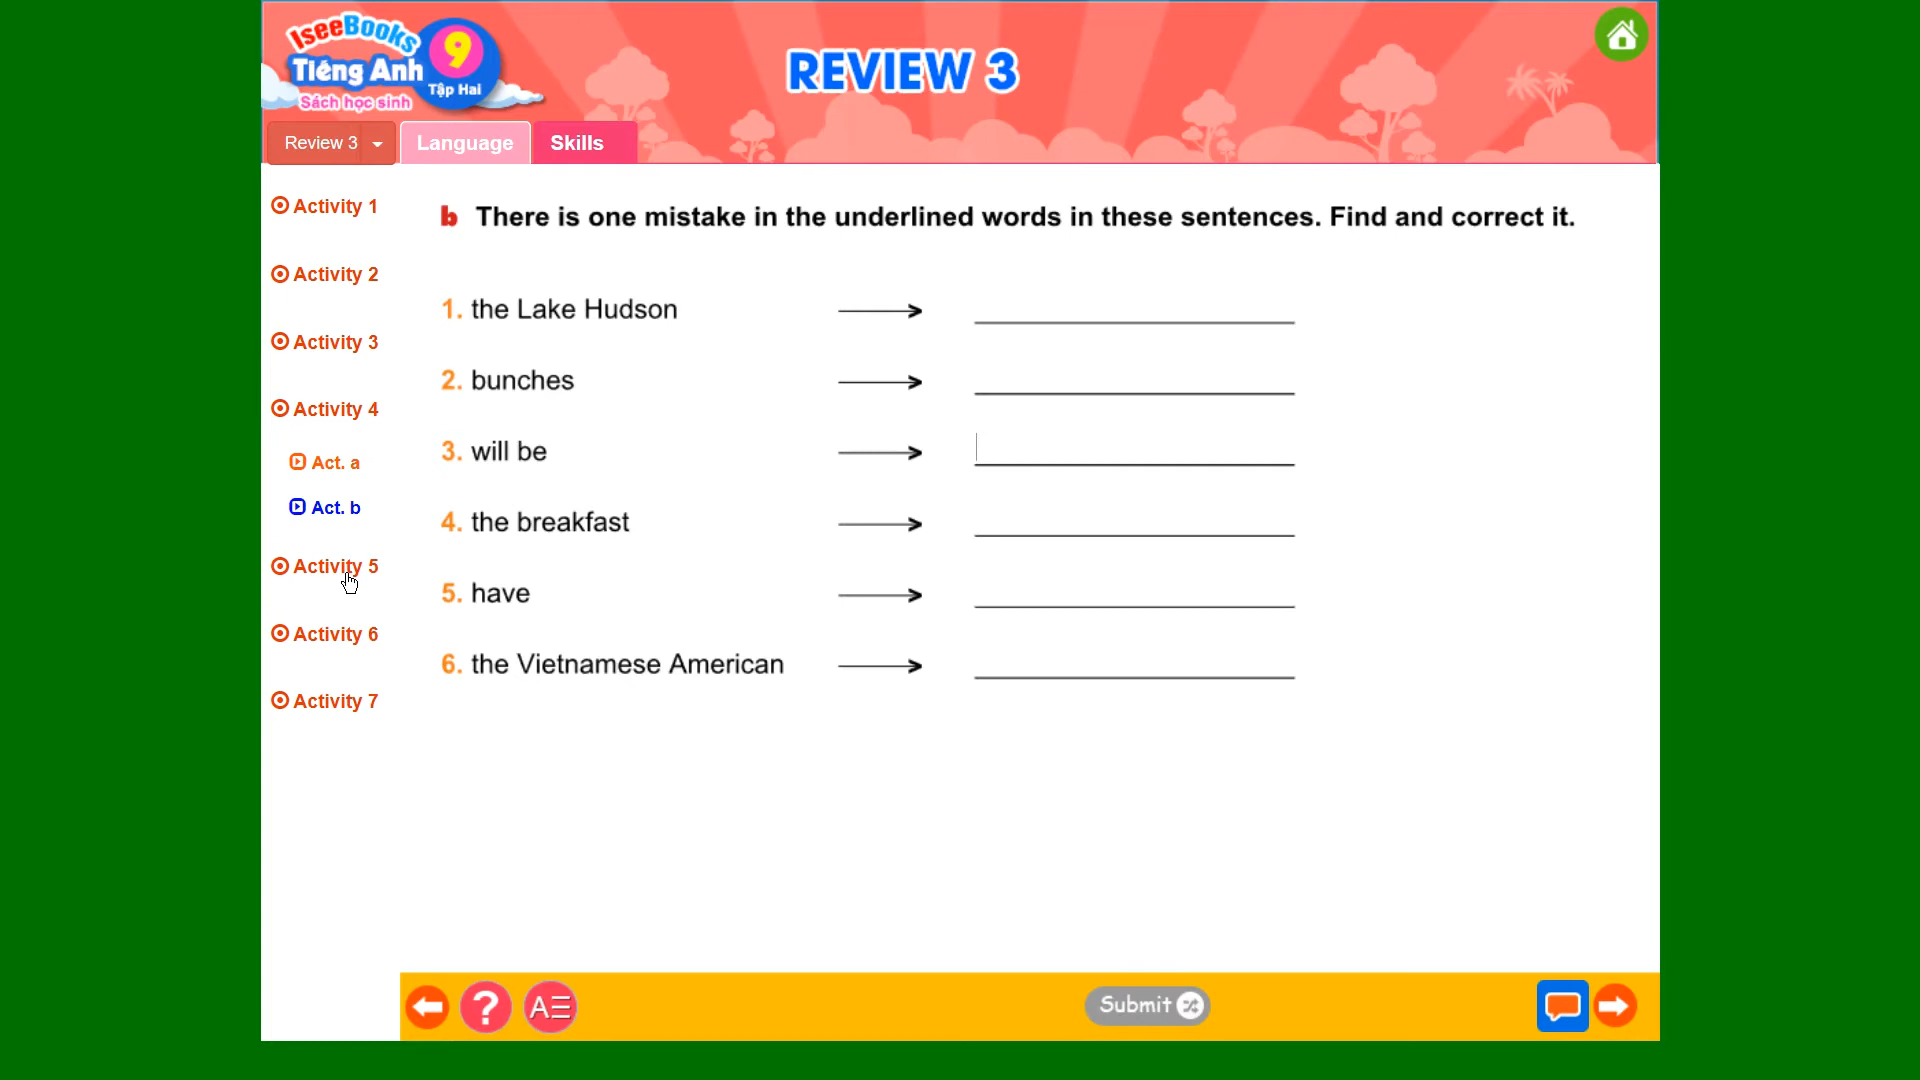 IseeBooks
Tiếng Anh 9
Tập Hai
Sách học sinh
REVIEW 3
Review 3
Language
Skills
Activity 1
Activity 2
Activity 3
Activity 4
Act. a
Act. b
Activity 5
Activity 6
Activity 7
b There is one mistake in the underlined words in these sentences. Find and correct it.
1. the Lake Hudson
2. bunches
3. will be
4. the breakfast
5. have
6. the Vietnamese American
?
A
Submit